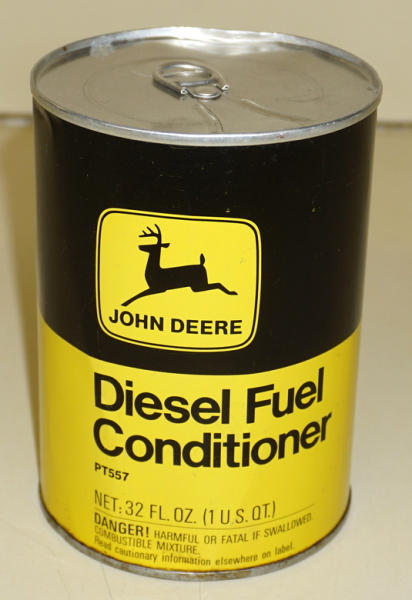 JOHN DEERE
Diesel Fuel
Conditioner
PT557
NET: 32 FL. OZ. (1 U.S. QT.)
DANGER! HARMFUL OR FATAL IF SWALLOWED.
COMBUSTIBLE MIXTURE.
Read cautionary information elsewhere on label.